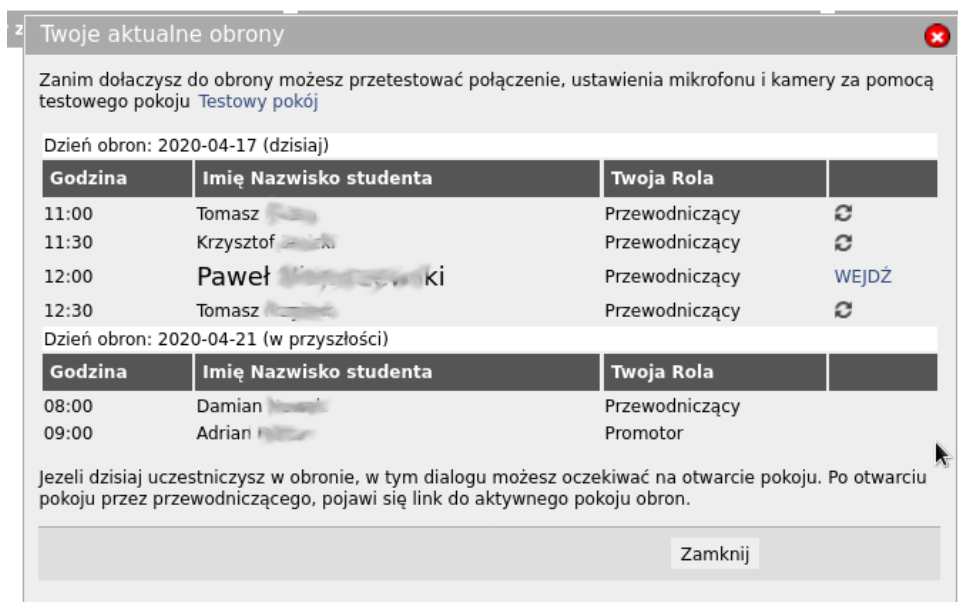 z
Twoje aktualne obrony
Zanim dołaczysz do obrony możesz przetestować połączenie, ustawienia mikrofonu i kamery za pomocą
testowego pokoju Testowy pokój
Dzień obron: 2020-04-17 (dzisiaj)
Godzina Imię Nazwisko studenta Twoja Rola
11:00 Tomasz Przewodniczący
11:30 Krzysztof Przewodniczący
12:00 Paweł ki Przewodniczący WEJDŹ
12:30 Tomasz Przewodniczący
Dzień obron: 2020-04-21 (w przyszłości)
Godzina Imię Nazwisko studenta Twoja Rola
08:00 Damian Przewodniczący
09:00 Adrian Promotor
Jezeli dzisiaj uczestniczysz w obronie, w tym dialogu możesz oczekiwać na otwarcie pokoju. Po otwarciu
pokoju przez przewodniczącego, pojawi się link do aktywnego pokoju obron.
Zamknij